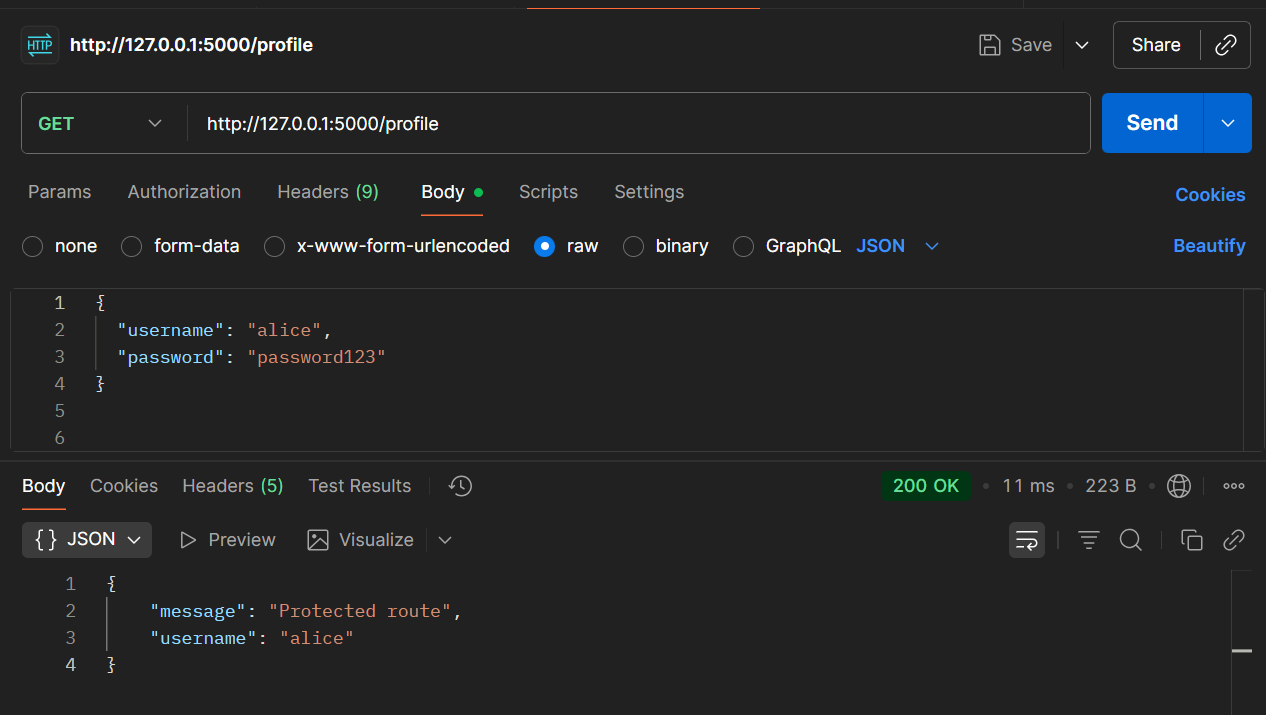 HTTP http://127.0.0.1:5000/profile Save Share
GET http://127.0.0.1:5000/profile Send
Params Authorization Headers (9) Body Scripts Settings Cookies
none form-data x-www-form-urlencoded raw binary GraphQL JSON Beautify
1 {
2 "username": "alice",
3 "password": "password123"
4 }
5
6
Body Cookies Headers (5) Test Results 200 OK • 11 ms • 223 B •
{} JSON Preview Visualize
1 {
2 "message": "Protected route",
3 "username": "alice"
4 }